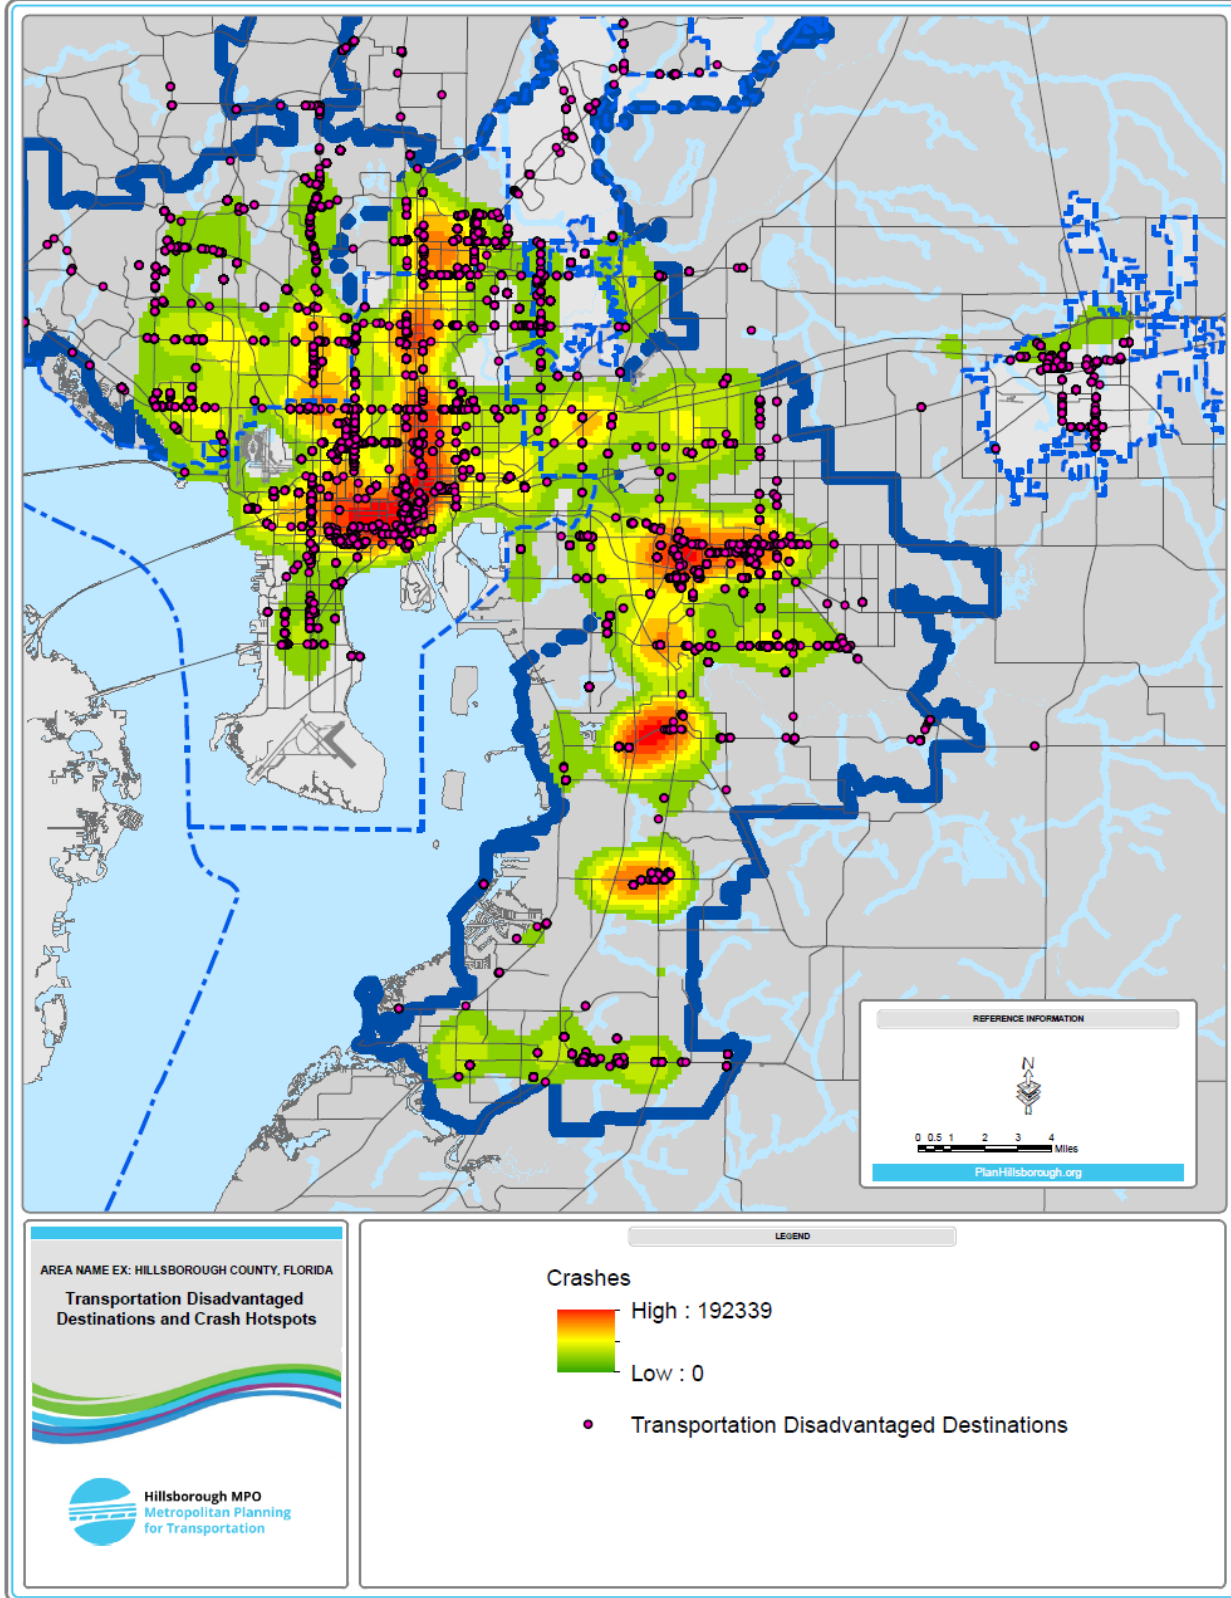 REFERENCE INFORMATION
N
0 0.5 1 2 3 4
Miles
PlanHillsborough.org
AREA NAME EX: HILLSBOROUGH COUNTY, FLORIDA
Transportation Disadvantaged
Destinations and Crash Hotspots
Hillsborough MPO
Metropolitan Planning
for Transportation
LEGEND
Crashes
High : 192339
Low : 0
Transportation Disadvantaged Destinations